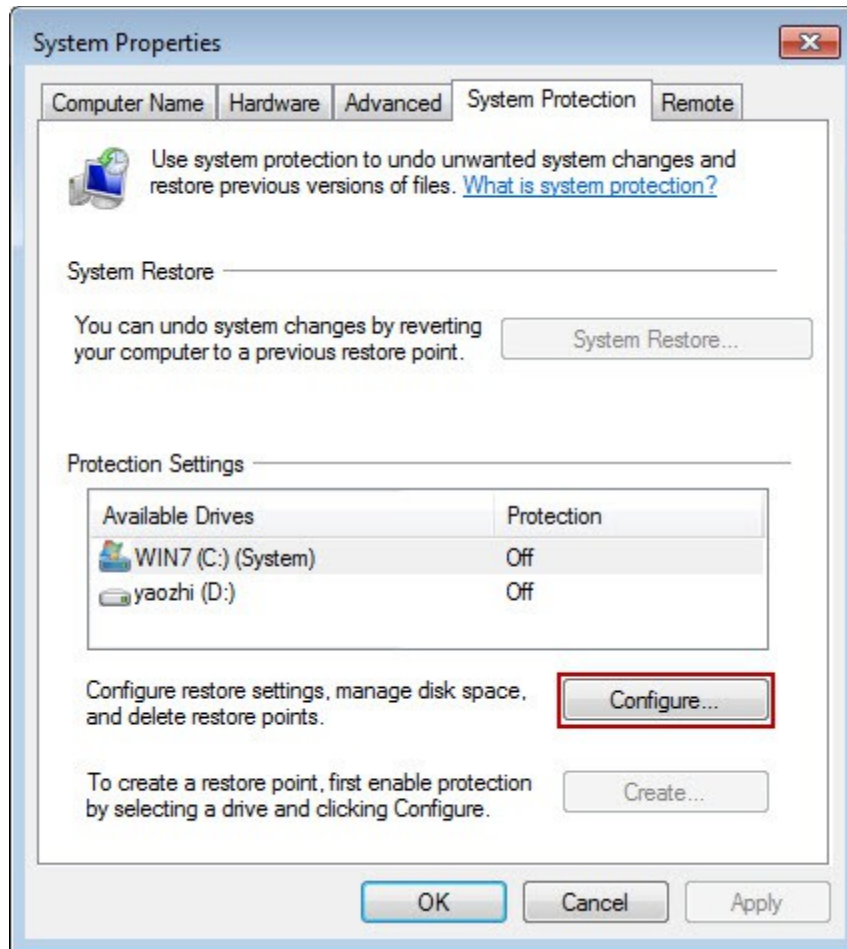 System Properties
Computer Name Hardware Advanced System Protection Remote
Use system protection to undo unwanted system changes and
restore previous versions of files. What is system protection?
System Restore
You can undo system changes by reverting
your computer to a previous restore point.
System Restore...
Protection Settings
Available Drives Protection
WIN7 (C:) (System) Off
yaozhi (D:) Off
Configure restore settings, manage disk space,
and delete restore points.
Configure...
To create a restore point, first enable protection
by selecting a drive and clicking Configure.
Create...
OK Cancel Apply